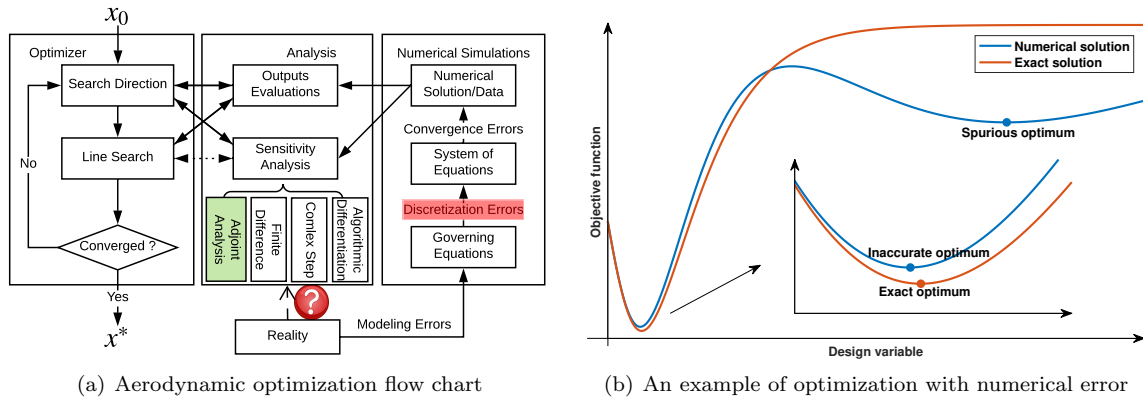 x0
Optimizer
Search Direction
Line Search
No
Converged ?
Yes
x*
Analysis
Outputs
Evaluations
Sensitivity
Analysis
Adjoint
Analysis
Finite
Difference
Comlex Step
Algorithmic
Differentiation
?
Reality
Modeling Errors
Numerical Simulations
Numerical
Solution/Data
Convergence Errors
System of
Equations
Discretization Errors
Governing
Equations
(a) Aerodynamic optimization flow chart
Objective function
Numerical solution
Exact solution
Spurious optimum
Inaccurate optimum
Exact optimum
Design variable
(b) An example of optimization with numerical error